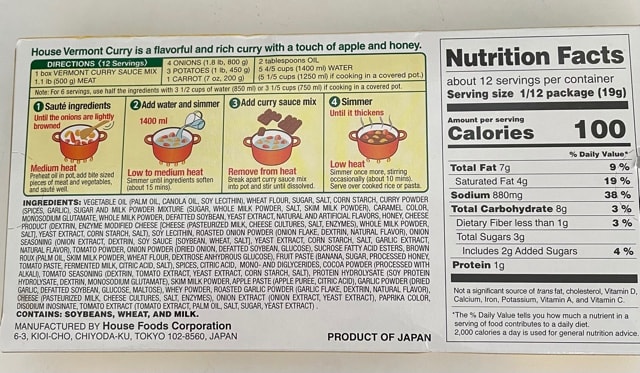 House Vermont Curry is a flavorful and rich curry with a touch of apple and honey.
DIRECTIONS (12 Servings)
1 box VERMONT CURRY SAUCE MIX
1.1 lb (500 g) MEAT
4 ONIONS (1.8 lb, 800 g)
3 POTATOES (1 lb, 450 g)
1 CARROT (7 oz, 200 g)
2 tablespoons OIL
5 4/5 cups (1400 ml) WATER
(5 1/5 cups (1250 ml) if cooking in a covered pot.)
Note: For 6 servings, use half the ingredients with 3 1/2 cups of water (850 ml) or 3 1/5 cups (750 ml) if cooking in a covered pot.
1 Sauté ingredients
Until the onions are lightly
browned
Medium heat
Preheat oil in pot, add bite sized
pieces of meat and vegetables,
and sauté well.
2 Add water and simmer
1400 ml
Low to medium heat
Simmer until ingredients soften
(about 15 mins).
3 Add curry sauce mix
Remove from heat
Break apart curry sauce mix
into pot and stir until dissolved.
4 Simmer
Until it thickens
Low heat
Simmer once more, stirring
occasionally (about 10 mins).
Serve over cooked rice or pasta.
INGREDIENTS: VEGETABLE OIL (PALM OIL, CANOLA OIL, SOY LECITHIN), WHEAT FLOUR, SUGAR, SALT, CORN STARCH, CURRY POWDER
(SPICES, GARLIC), SUGAR AND MILK POWDER MIXTURE (SUGAR, WHOLE MILK POWDER, SALT, SKIM MILK POWDER), CARAMEL COLOR,
MONOSODIUM GLUTAMATE, WHOLE MILK POWDER, DEFATTED SOYBEAN, YEAST EXTRACT, NATURAL AND ARTIFICIAL FLAVORS, HONEY, CHEESE
PRODUCT (DEXTRIN, ENZYME MODIFIED CHEESE (CHEESE (PASTEURIZED MILK, CHEESE CULTURES, SALT, ENZYMES), WHOLE MILK POWDER,
SALT), YEAST EXTRACT, CORN STARCH, SALT), SOY LECITHIN, ROASTED ONION POWDER (ONION FLAKE, DEXTRIN, NATURAL FLAVOR), ONION
SEASONING (ONION EXTRACT, DEXTRIN, SOY SAUCE (SOYBEAN, WHEAT, SALT), YEAST EXTRACT, CORN STARCH, SALT, GARLIC EXTRACT,
NATURAL FLAVOR), TOMATO POWDER, ONION POWDER (DRIED ONION, DEFATTED SOYBEAN, GLUCOSE), SUCROSE FATTY ACID ESTERS, BROWN
ROUX (PALM OIL, SKIM MILK POWDER, WHEAT FLOUR, DEXTROSE ANHYDROUS GLUCOSE), FRUIT PASTE (BANANA, SUGAR, PROCESSED HONEY,
TOMATO PASTE, FERMENTED MILK, CITRIC ACID, SALT), SPICES, CITRIC ACID, MONO- AND DIGLYCERIDES, COCOA POWDER (PROCESSED WITH
ALKALI), TOMATO SEASONING (DEXTRIN, TOMATO EXTRACT, YEAST EXTRACT, CORN STARCH, SALT), PROTEIN HYDROLYSATE (SOY PROTEIN
HYDROLYSATE, DEXTRIN, MONOSODIUM GLUTAMATE), SKIM MILK POWDER, APPLE PASTE (APPLE PUREE, CITRIC ACID), GARLIC POWDER (DRIED
GARLIC, DEFATTED SOYBEAN, GLUCOSE, MALTOSE), WHEY POWDER, ROASTED GARLIC POWDER (GARLIC FLAKE, DEXTRIN, NATURAL FLAVOR),
CHEESE (PASTEURIZED MILK, CHEESE CULTURES, SALT, ENZYMES), ONION EXTRACT (ONION EXTRACT, YEAST EXTRACT), PAPRIKA COLOR,
DISODIUM INOSINATE, TOMATO EXTRACT (TOMATO EXTRACT, PALM OIL, SALT, SUGAR, YEAST EXTRACT).
CONTAINS: SOYBEANS, WHEAT, AND MILK.
MANUFACTURED BY House Foods Corporation
6-3, KIOI-CHO, CHIYODA-KU, TOKYO 102-8560, JAPAN
PRODUCT OF JAPAN
Nutrition Facts
about 12 servings per container
Serving size 1/12 package (19g)
Amount per serving
Calories 100
% Daily Value*
Total Fat 7g 9 %
Saturated Fat 4g 19 %
Sodium 880mg 38 %
Total Carbohydrate 8g 3 %
Dietary Fiber less than 1g 3 %
Total Sugars 3g
Includes 2g Added Sugars 4 %
Protein 1g
Not a significant source of trans fat, cholesterol, Vitamin D,
Calcium, Iron, Potassium, Vitamin A, and Vitamin C.
*The % Daily Value tells you how much a nutrient in a
serving of food contributes to a daily diet.
2,000 calories a day is used for general nutrition advice.